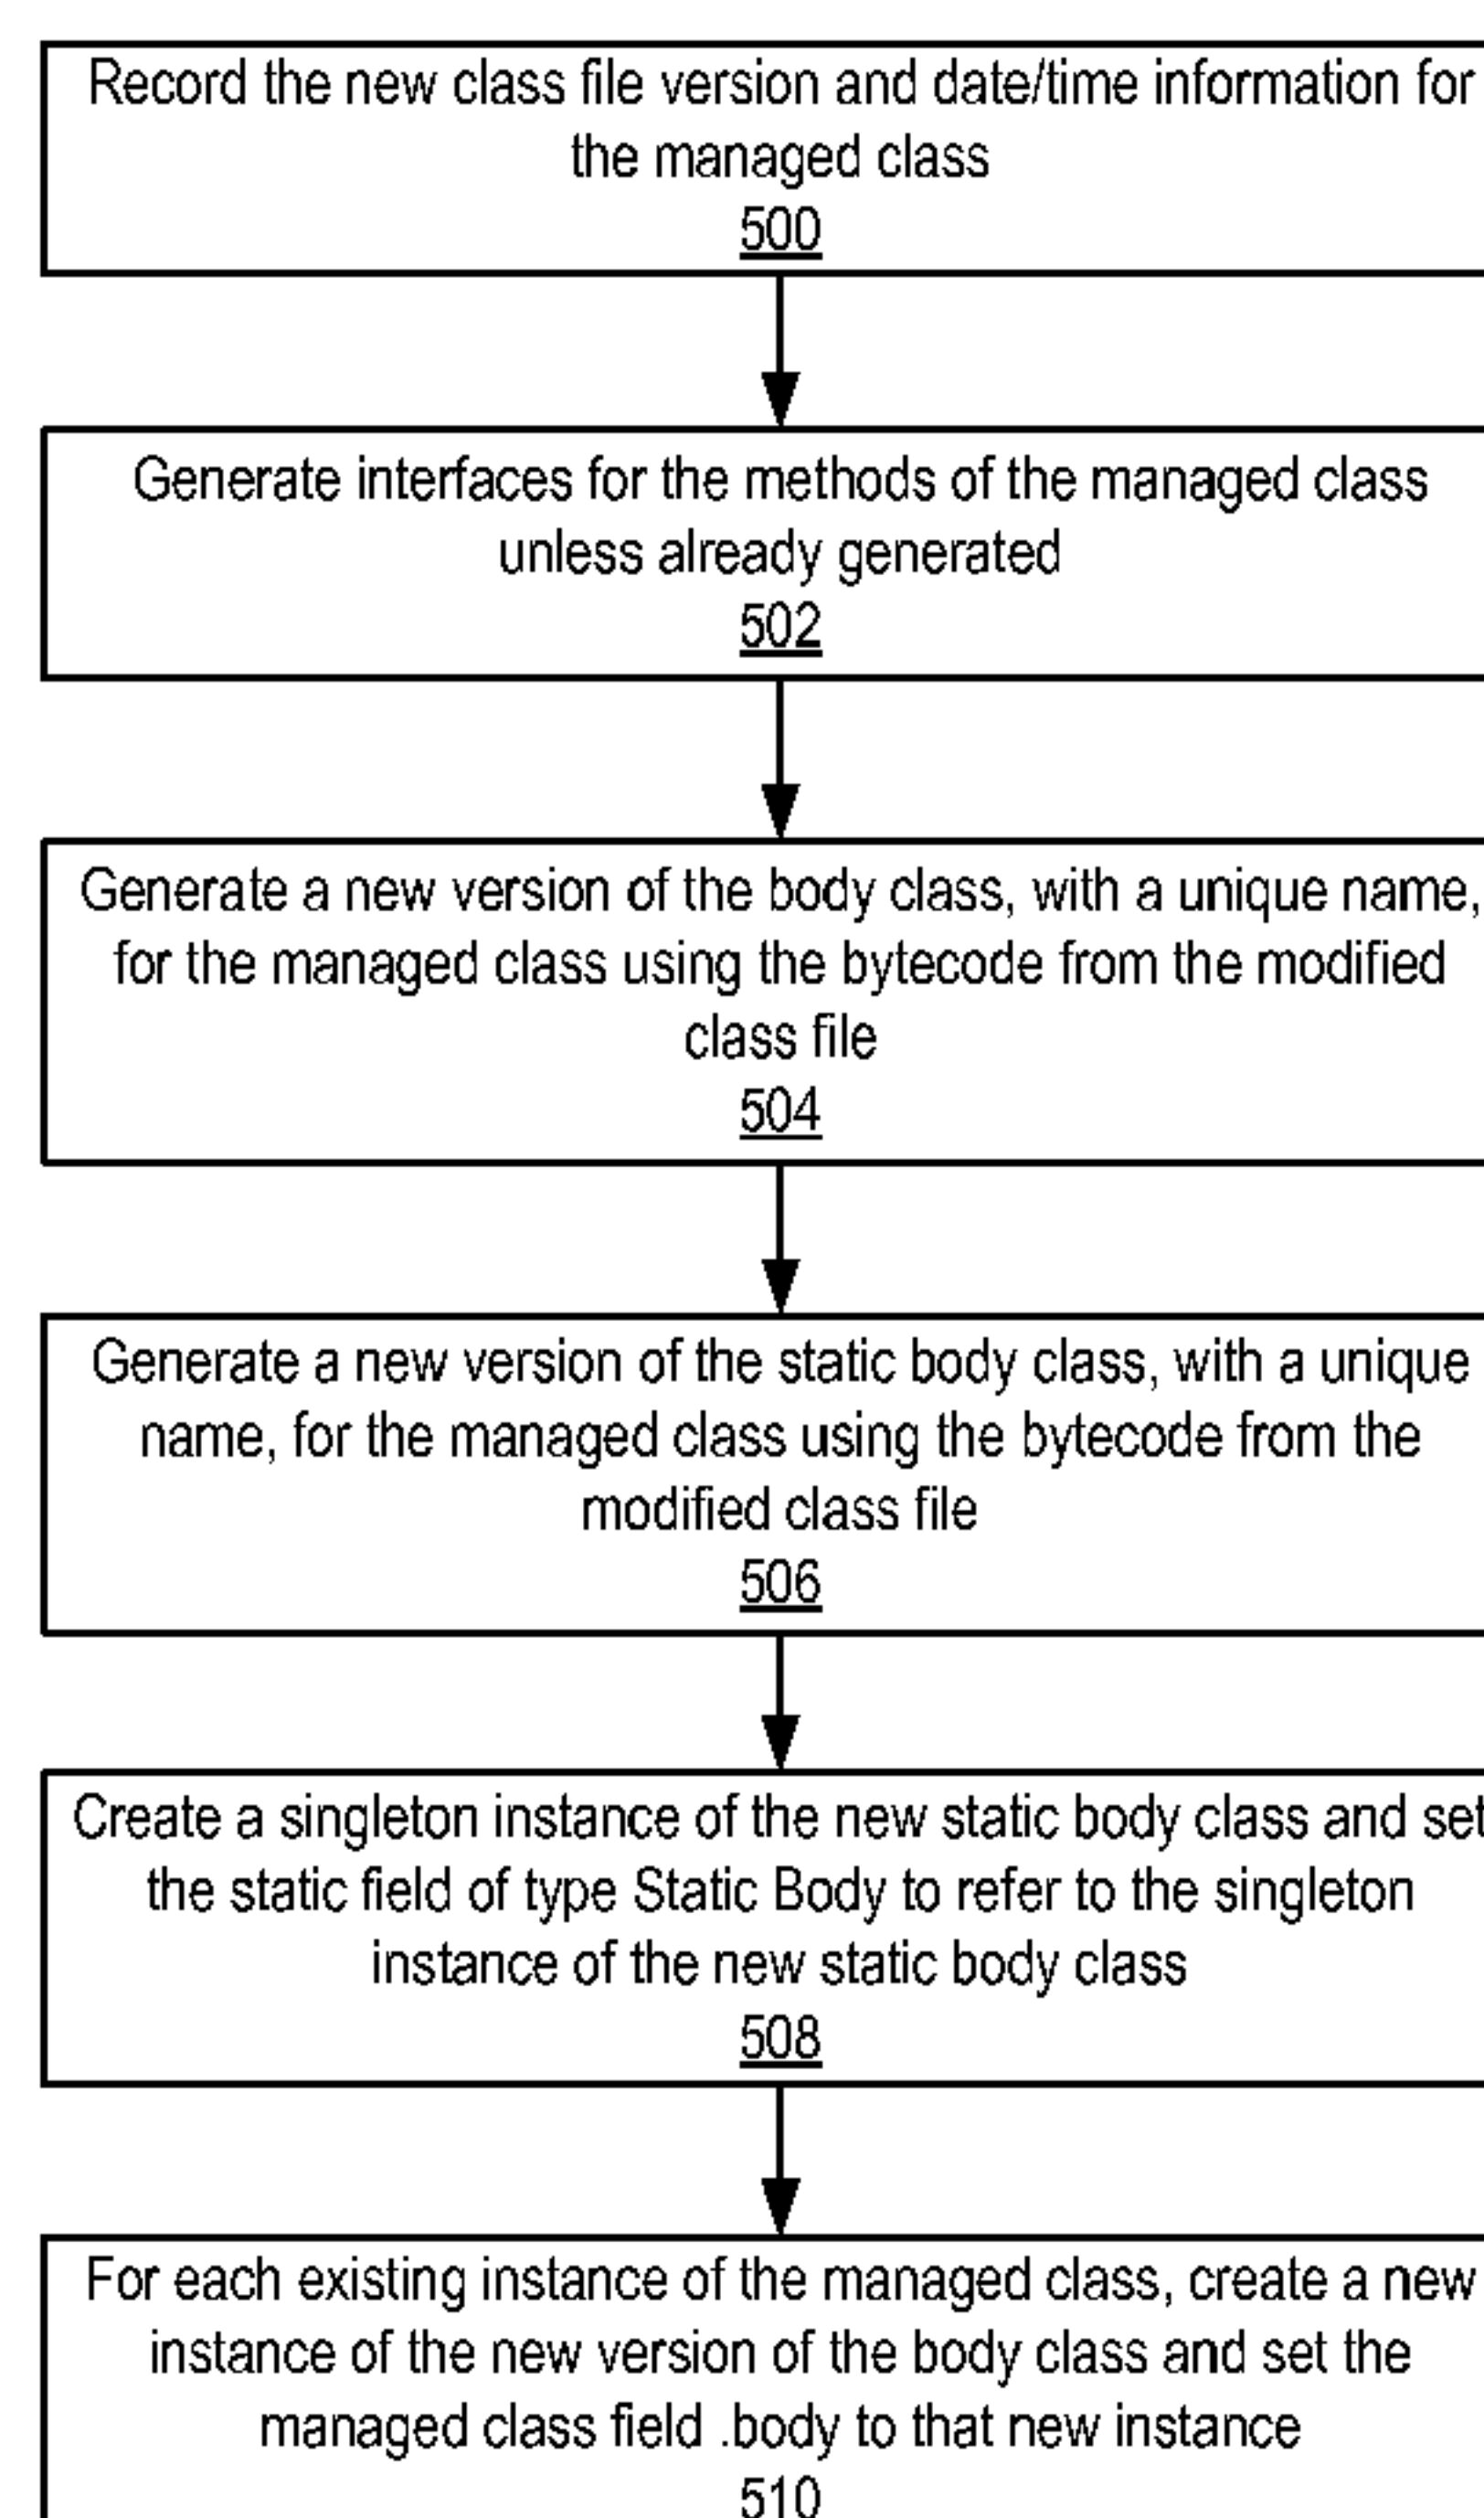 Record the new class file version and date/time information for
the managed class
500
Generate interfaces for the methods of the managed class
unless already generated
502
Generate a new version of the body class, with a unique name,
for the managed class using the bytecode from the modified
class file
504
Generate a new version of the static body class, with a unique
name, for the managed class using the bytecode from the
modified class file
506
Create a singleton instance of the new static body class and set
the static field of type Static Body to refer to the singleton
instance of the new static body class
508
For each existing instance of the managed class, create a new
instance of the new version of the body class and set the
managed class field .body to that new instance
510